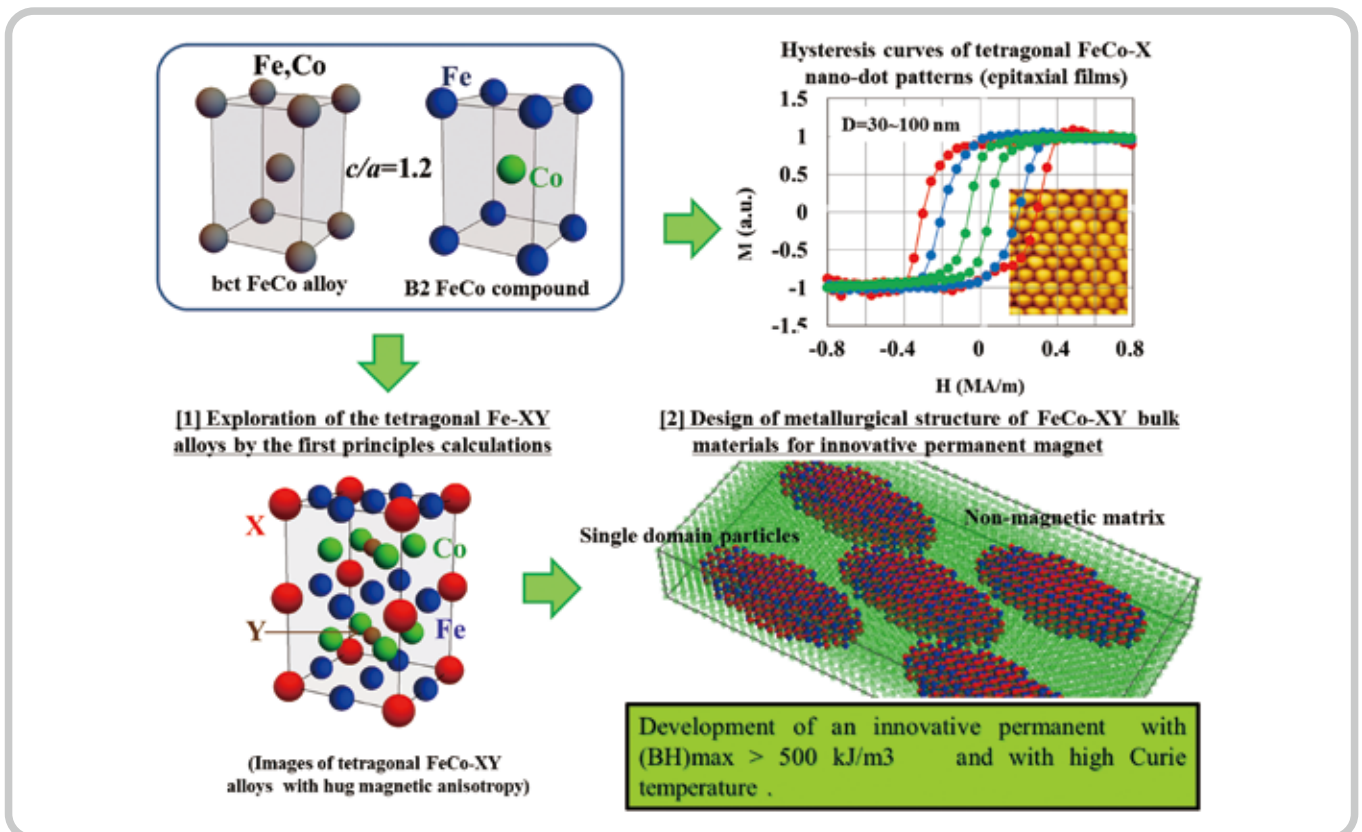 Fe,Co
Fe
c/a=1.2
Co
bct FeCo alloy
B2 FeCo compound
Hysteresis curves of tetragonal FeCo-X
nano-dot patterns (epitaxial films)
D=30~100 nm
M (a.u.)
1.5
1
0.5
0
-0.5
-1
-1.5
-0.8
-0.4
0
0.4
0.8
H (MA/m)
[1] Exploration of the tetragonal Fe-XY
alloys by the first principles calculations
X
Co
Y
Fe
(Images of tetragonal FeCo-XY
alloys with hug magnetic anisotropy)
[2] Design of metallurgical structure of FeCo-XY bulk
materials for innovative permanent magnet
Non-magnetic matrix
Single domain particles
Development of an innovative permanent with
(BH)max > 500 kJ/m3 and with high Curie
temperature .